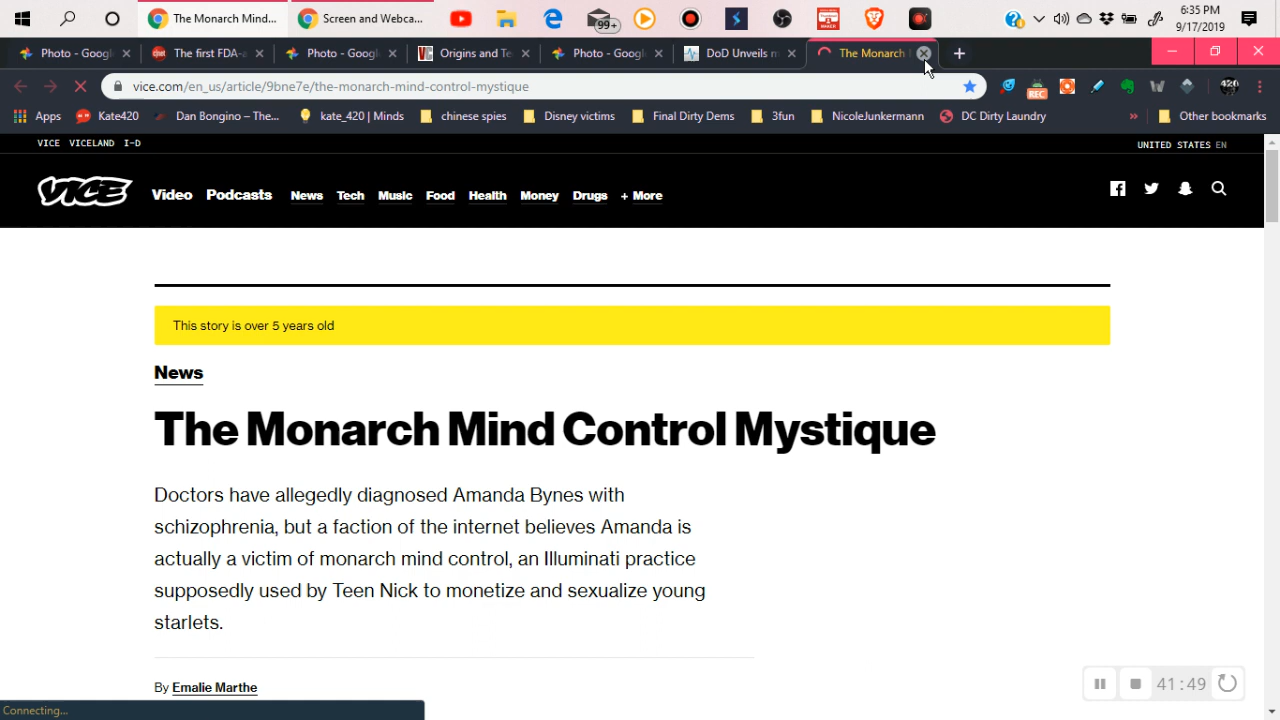 The Monarch Mind...
Screen and Webca...
99+
6:35 PM
9/17/2019
Photo - Googl
The first FDA-a
Photo - Googl
Origins and Te
Photo - Googl
DoD Unveils m
The Monarch
vice.com/en_us/article/9bne7e/the-monarch-mind-control-mystique
REC
420
Apps
Kate420
Dan Bongino – The...
kate_420 | Minds
chinese spies
Disney victims
Final Dirty Dems
3fun
NicoleJunkermann
DC Dirty Laundry
»
Other bookmarks
VICE VICELAND I-D
UNITED STATES EN
VICE
Video Podcasts News Tech Music Food Health Money Drugs + More
This story is over 5 years old
News
The Monarch Mind Control Mystique
Doctors have allegedly diagnosed Amanda Bynes with
schizophrenia, but a faction of the internet believes Amanda is
actually a victim of monarch mind control, an Illuminati practice
supposedly used by Teen Nick to monetize and sexualize young
starlets.
By Emalie Marthe
41:49
Connecting...